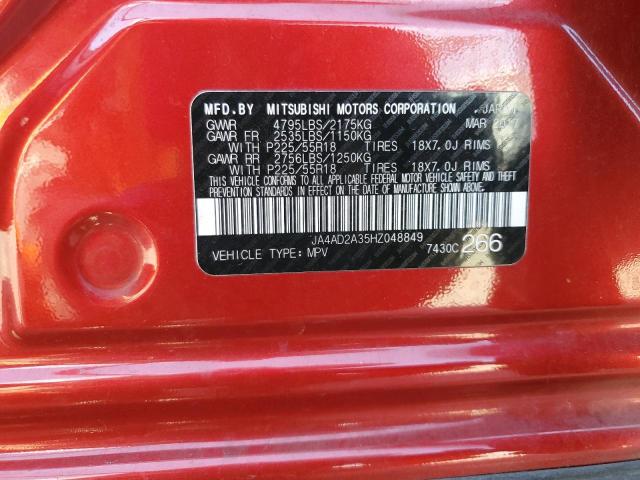 MFD.BY MITSUBISHI MOTORS CORPORATION JAPAN
GVWR 4795LBS/2175KG MAR 2017
GAWR FR 2535LBS/1150KG
WITH P225/55R18 TIRES 18X7.0J RIMS
GAWR RR 2756LBS/1250KG
WITH P225/55R18 TIRES 18X7.0J RIMS
THIS VEHICLE CONFORMS TO ALL APPLICABLE FEDERAL MOTOR VEHICLE SAFETY AND THEFT
PREVENTION STANDARDS IN EFFECT ON THE DATE OF MANUFACTURE SHOWN ABOVE.
JA4AD2A35HZ048849
VEHICLE TYPE:MPV 7430C 266